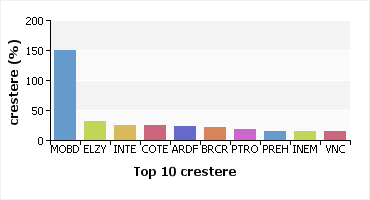 200
150
100
50
0
crestere (%)
MOBD ELZY INTE COTE ARDF BRCR PTRO PREH INEM VNC
Top 10 crestere